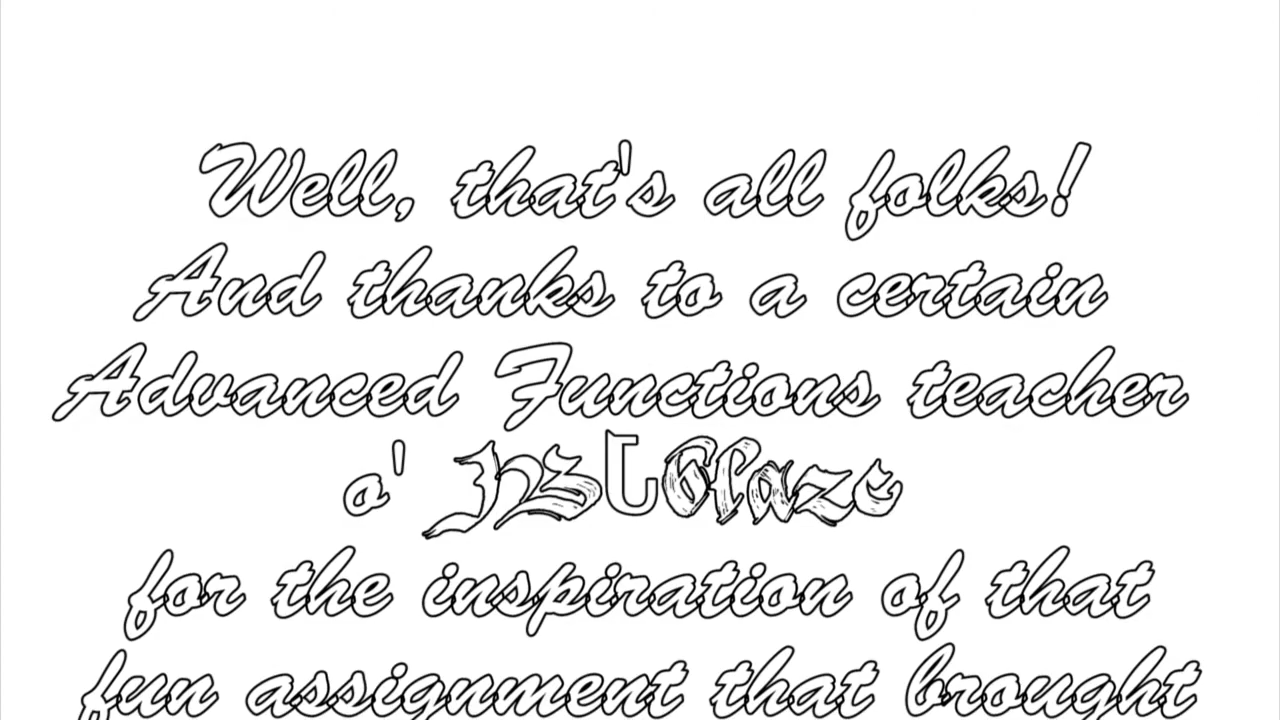 Well, that's all folks!
And thanks to a certain
Advanced Functions teacher
o'
for the inspiration of that
fun assignment that brought